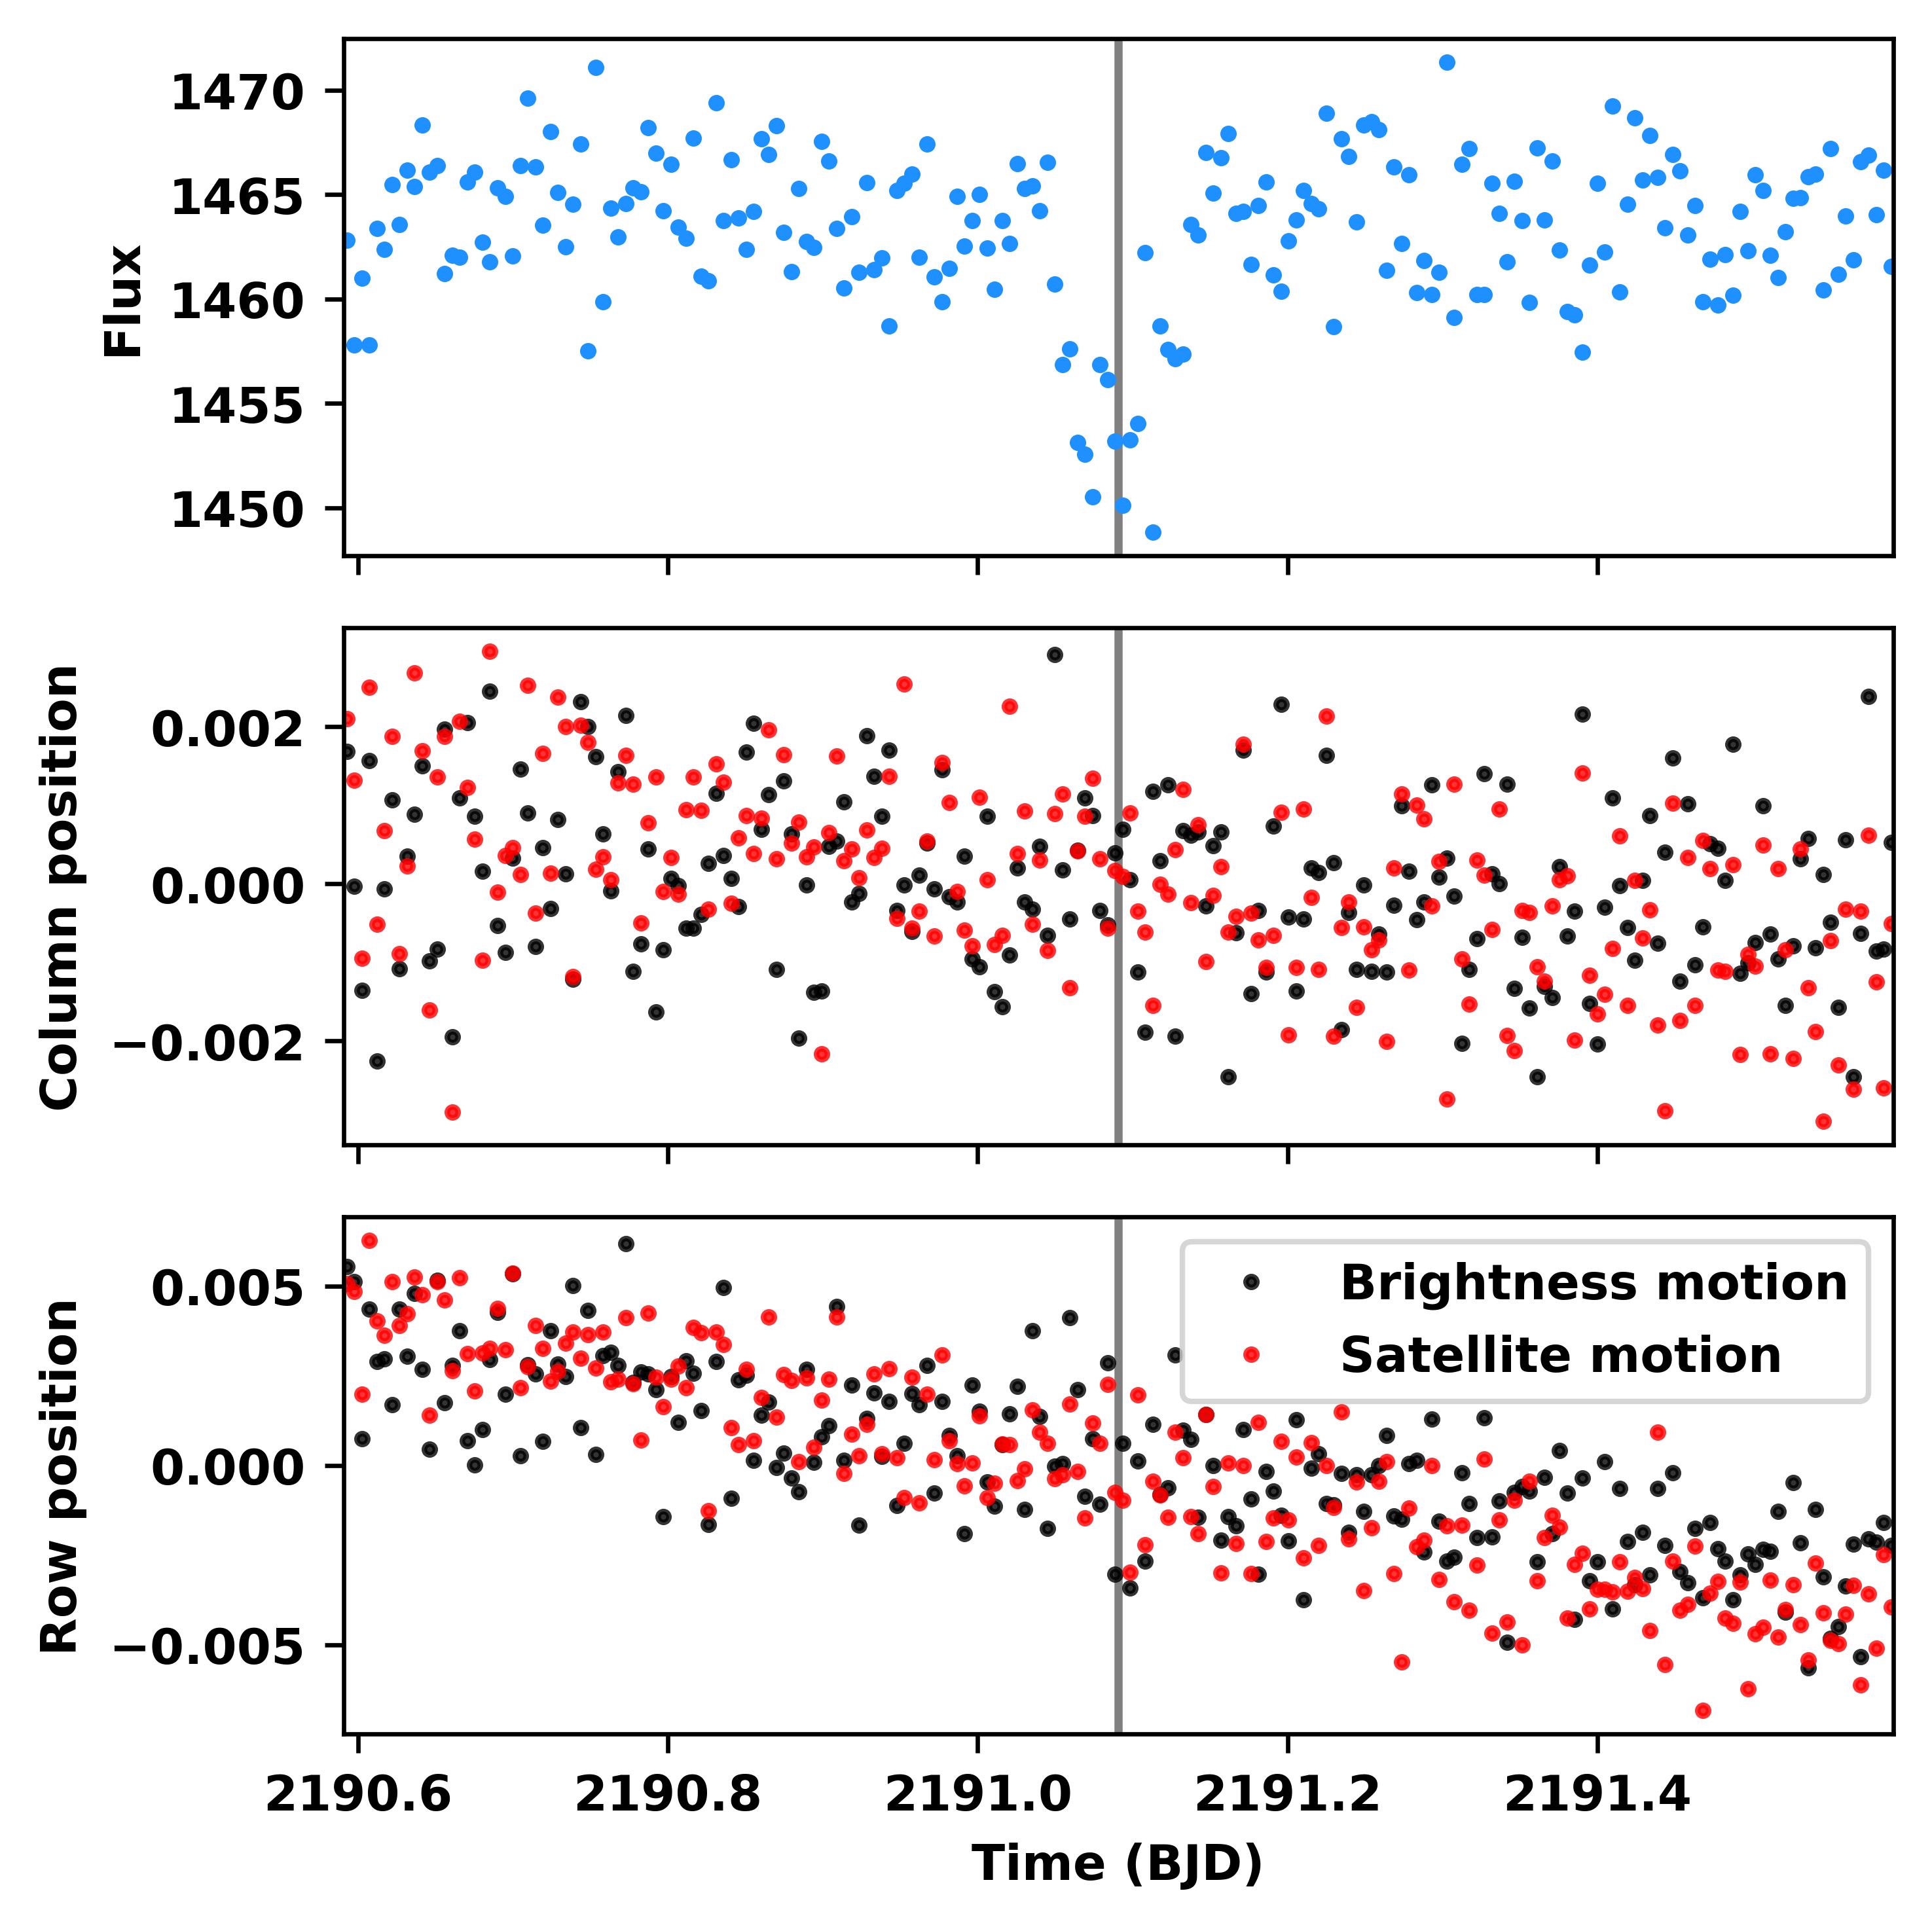 Flux
1470
1465
1460
1455
1450
Column position
0.002
0.000
−0.002
Row position
0.005
0.000
−0.005
Brightness motion
Satellite motion
2190.6 2190.8 2191.0 2191.2 2191.4
Time (BJD)